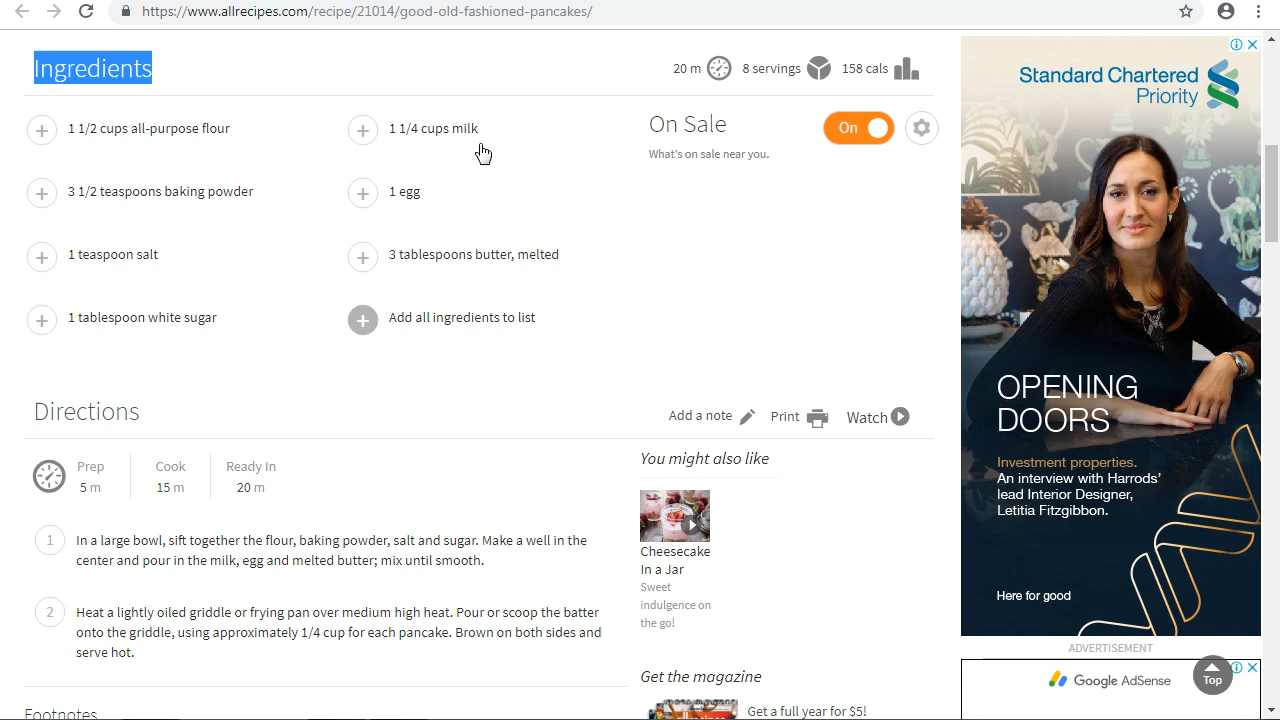 https://www.allrecipes.com/recipe/21014/good-old-fashioned-pancakes/
Ingredients
20 m
8 servings
158 cals
1 1/2 cups all-purpose flour
3 1/2 teaspoons baking powder
1 teaspoon salt
1 tablespoon white sugar
1 1/4 cups milk
1 egg
3 tablespoons butter, melted
Add all ingredients to list
On Sale
On
What's on sale near you.
Directions
Add a note
Print
Watch
Prep
5 m
Cook
15 m
Ready In
20 m
1
In a large bowl, sift together the flour, baking powder, salt and sugar. Make a well in the
center and pour in the milk, egg and melted butter; mix until smooth.
2
Heat a lightly oiled griddle or frying pan over medium high heat. Pour or scoop the batter
onto the griddle, using approximately 1/4 cup for each pancake. Brown on both sides and
serve hot.
Footnotes
You might also like
Cheesecake
In a Jar
Sweet
indulgence on
the go!
Get the magazine
allrecipes
Get a full year for $5!
Standard Chartered
Priority
OPENING
DOORS
Investment properties.
An interview with Harrods'
lead Interior Designer,
Letitia Fitzgibbon.
Here for good
ADVERTISEMENT
Google AdSense
Top